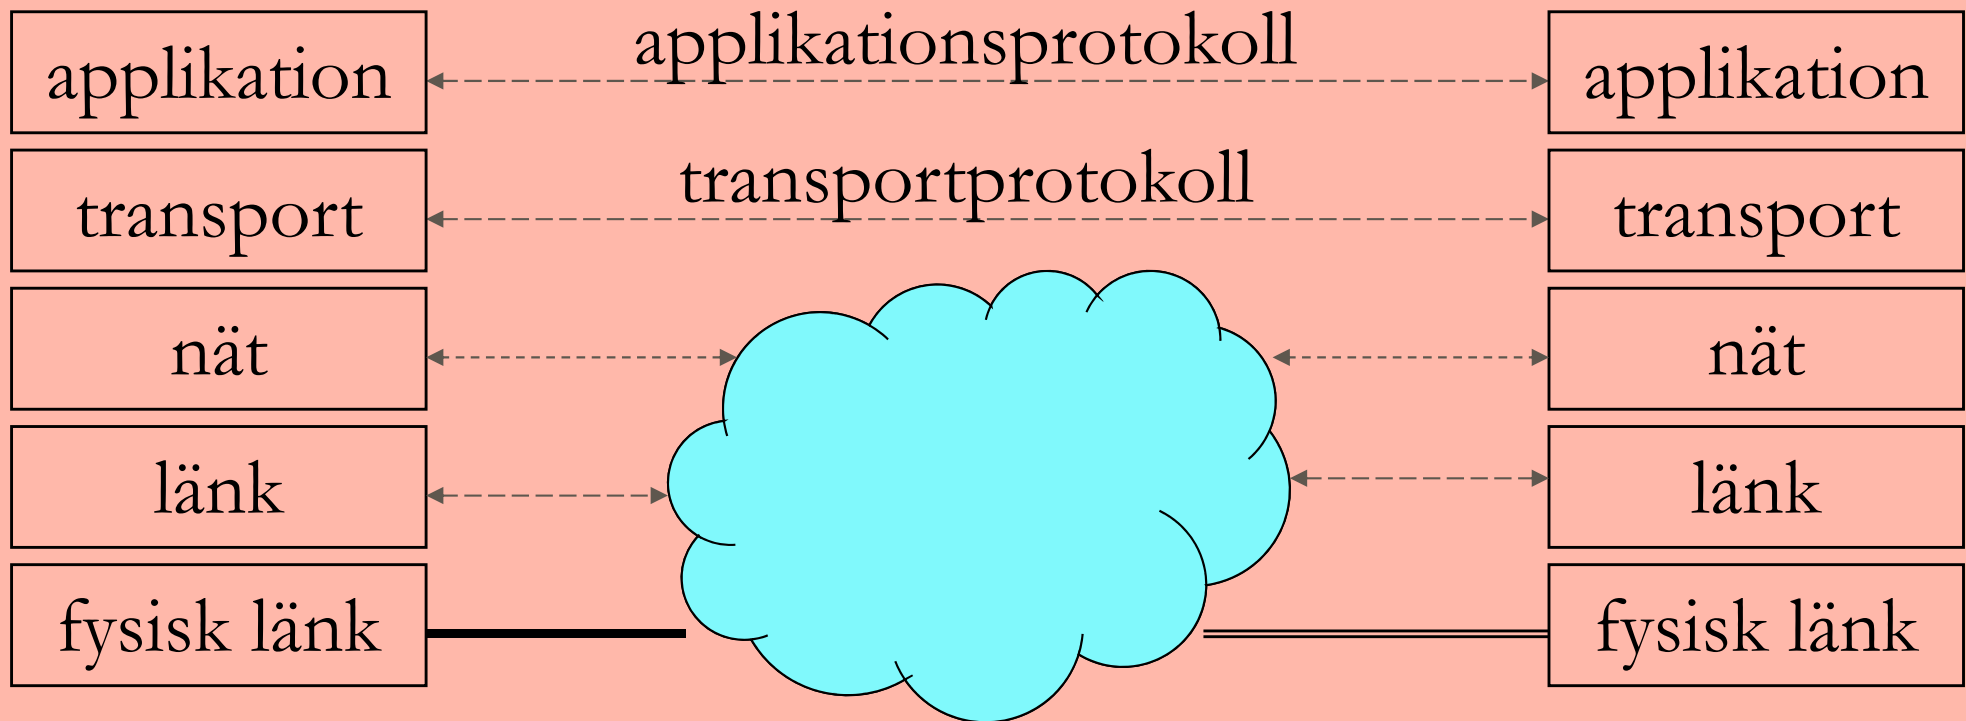 applikation
applikationsprotokoll
applikation
transport
transportprotokoll
transport
nät
nät
länk
länk
fysisk länk
fysisk länk